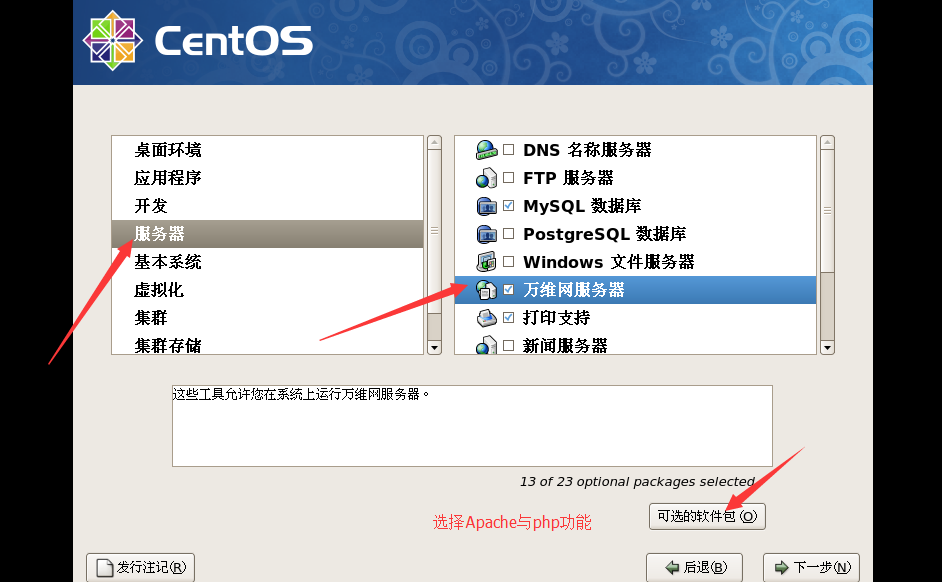 CentOS
桌面环境
应用程序
开发
服务器
基本系统
虚拟化
集群
集群存储
DNS 名称服务器
FTP 服务器
MySQL 数据库
PostgreSQL 数据库
Windows 文件服务器
万维网服务器
打印支持
新闻服务器
这些工具允许您在系统上运行万维网服务器。
13 of 23 optional packages selected
选择Apache与php功能
可选的软件包(O)
发行注记(R)
后退(B)
下一步(N)